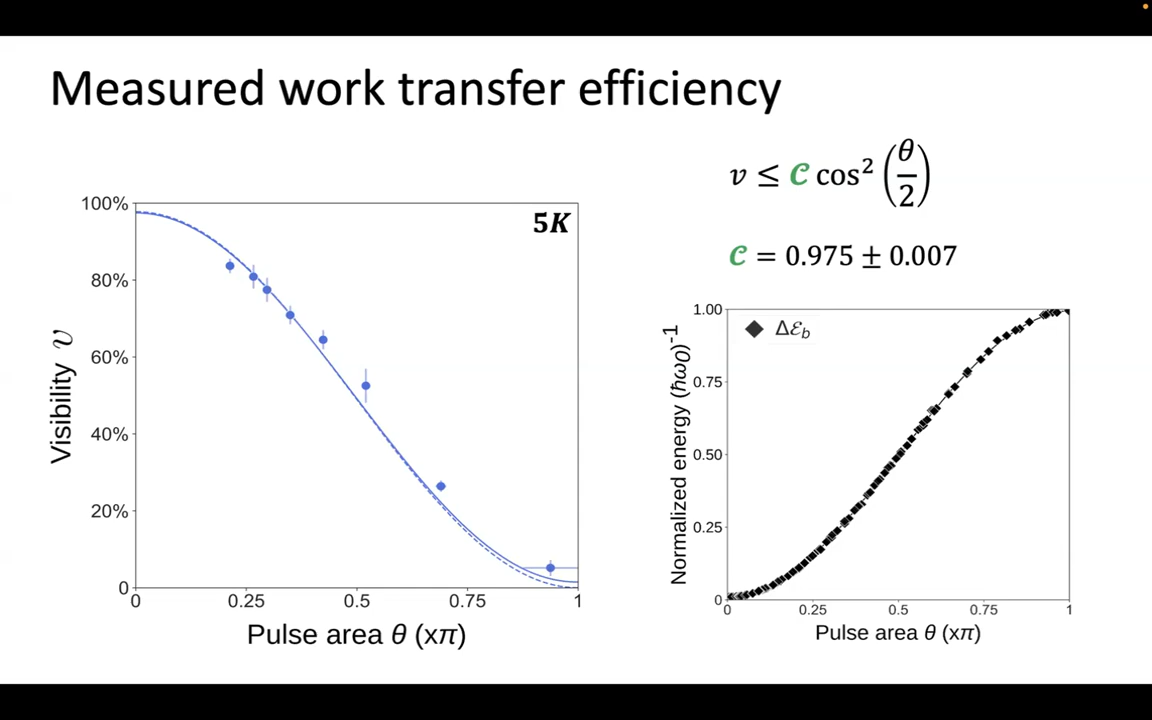 Measured work transfer efficiency
v ≤ 𝒞 cos² (θ/2)
𝒞 = 0.975 ± 0.007
5K
100%
80%
60%
40%
20%
0
Visibility 𝑣
0 0.25 0.5 0.75 1
Pulse area θ (xπ)
Δℰb
1.00
0.75
0.50
0.25
0
Normalized energy (ħω0)-1
0 0.25 0.5 0.75 1
Pulse area θ (xπ)